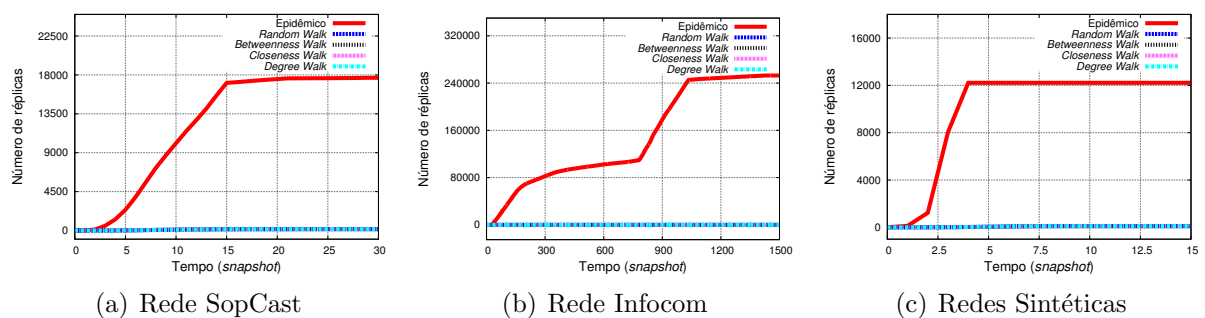 Número de réplicas
22500
18000
13500
9000
4500
0
Epidêmico
Random Walk
Betweenness Walk
Closeness Walk
Degree Walk
0 5 10 15 20 25 30
Tempo (snapshot)
(a) Rede SopCast
Número de réplicas
320000
240000
160000
80000
0
Epidêmico
Random Walk
Betweenness Walk
Closeness Walk
Degree Walk
0 300 600 900 1200 1500
Tempo (snapshot)
(b) Rede Infocom
Número de réplicas
16000
12000
8000
4000
0
Epidêmico
Random Walk
Betweenness Walk
Closeness Walk
Degree Walk
0 2.5 5 7.5 10 12.5 15
Tempo (snapshot)
(c) Redes Sintéticas